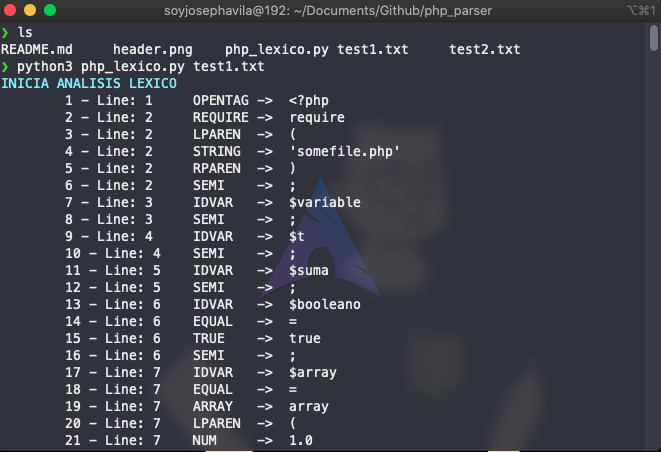 soyjosephavila@192: ~/Documents/Github/php_parser
⌥⌘1
❯ ls
README.md header.png php_lexico.py test1.txt test2.txt
❯ python3 php_lexico.py test1.txt
INICIA ANALISIS LEXICO
1 – Line: 1 OPENTAG –> <?php
2 – Line: 2 REQUIRE –> require
3 – Line: 2 LPAREN –> (
4 – Line: 2 STRING –> 'somefile.php'
5 – Line: 2 RPAREN –> )
6 – Line: 2 SEMI –> ;
7 – Line: 3 IDVAR –> $variable
8 – Line: 3 SEMI –> ;
9 – Line: 4 IDVAR –> $t
10 – Line: 4 SEMI –> ;
11 – Line: 5 IDVAR –> $suma
12 – Line: 5 SEMI –> ;
13 – Line: 6 IDVAR –> $booleano
14 – Line: 6 EQUAL –> =
15 – Line: 6 TRUE –> true
16 – Line: 6 SEMI –> ;
17 – Line: 7 IDVAR –> $array
18 – Line: 7 EQUAL –> =
19 – Line: 7 ARRAY –> array
20 – Line: 7 LPAREN –> (
21 – Line: 7 NUM –> 1.0